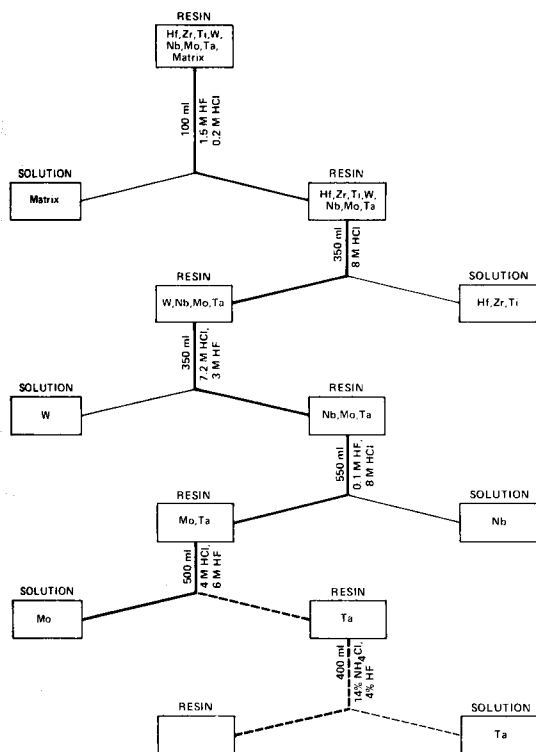 RESIN
Hf,Zr,Ti,W,
Nb,Mo,Ta,
Matrix
100 ml
1.5 M HF
0.2 M HCl
SOLUTION
Matrix
RESIN
Hf,Zr,Ti,W,
Nb,Mo,Ta
350 ml
8 M HCl
RESIN
W,Nb,Mo,Ta
SOLUTION
Hf,Zr,Ti
350 ml
7.2 M HCl,
3 M HF
SOLUTION
W
RESIN
Nb,Mo,Ta
550 ml
0.1 M HF,
8 M HCl
RESIN
Mo,Ta
SOLUTION
Nb
500 ml
4 M HCl,
6 M HF
SOLUTION
Mo
RESIN
Ta
400 ml
14% NH4Cl,
4% HF
RESIN
SOLUTION
Ta